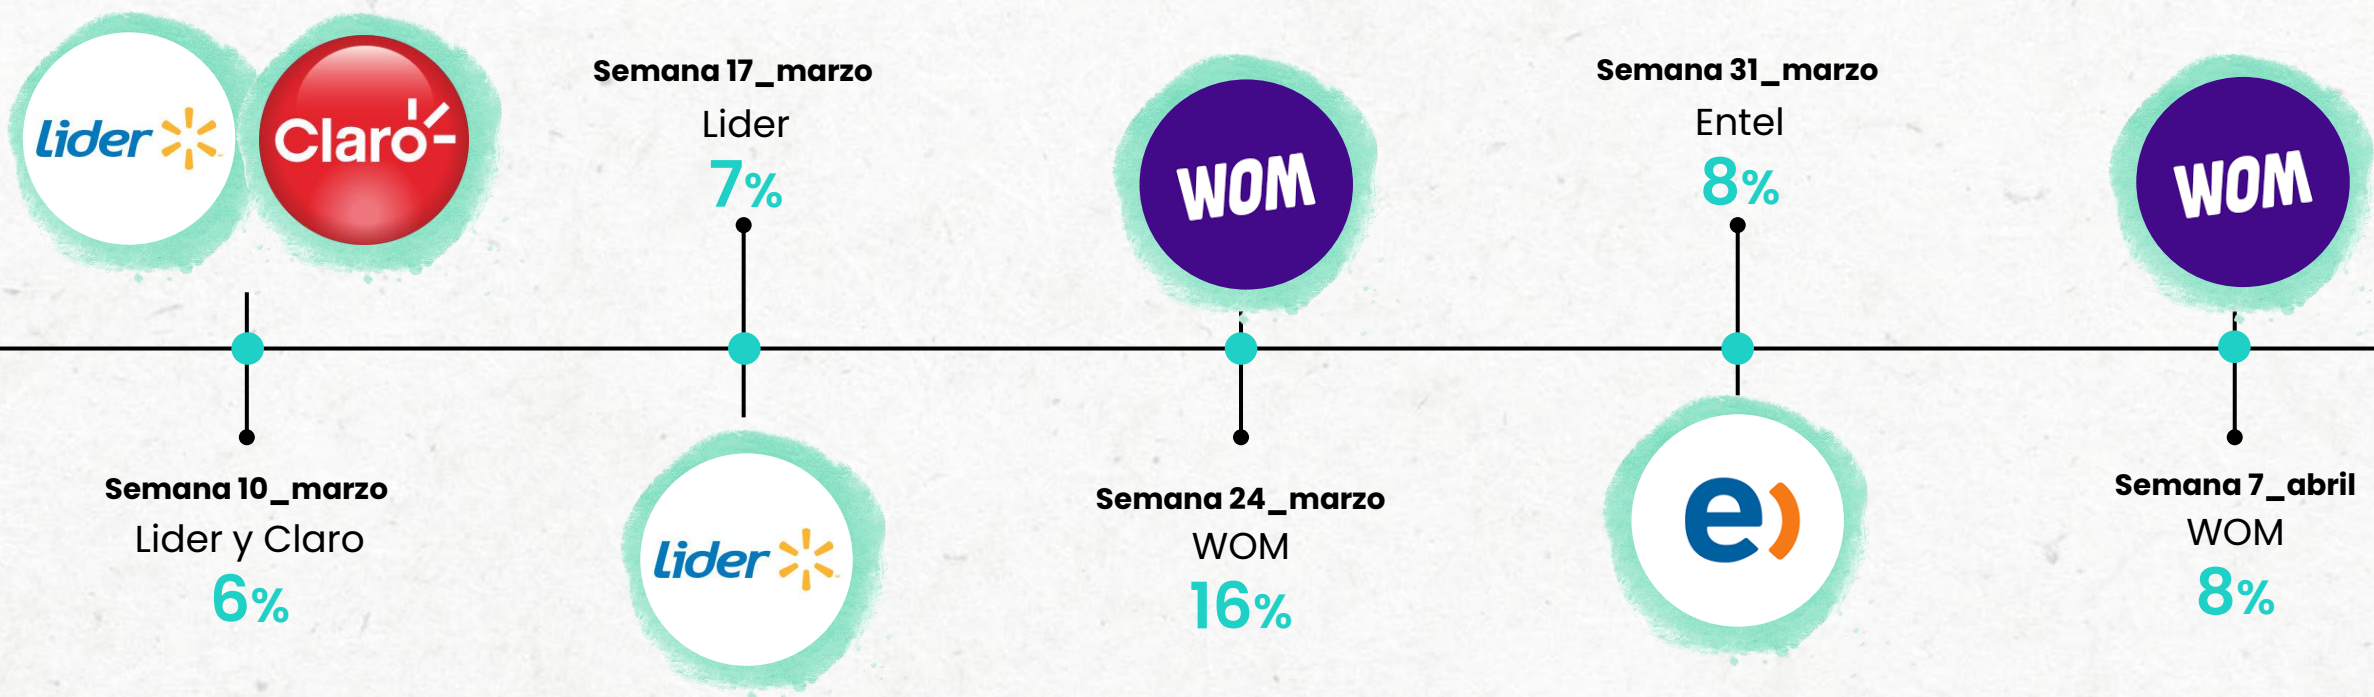 Lider
Claro
Semana 10_marzo
Lider y Claro
6%
Semana 17_marzo
Lider
7%
Lider
WOM
Semana 24_marzo
WOM
16%
Semana 31_marzo
Entel
8%
e)
WOM
Semana 7_abril
WOM
8%